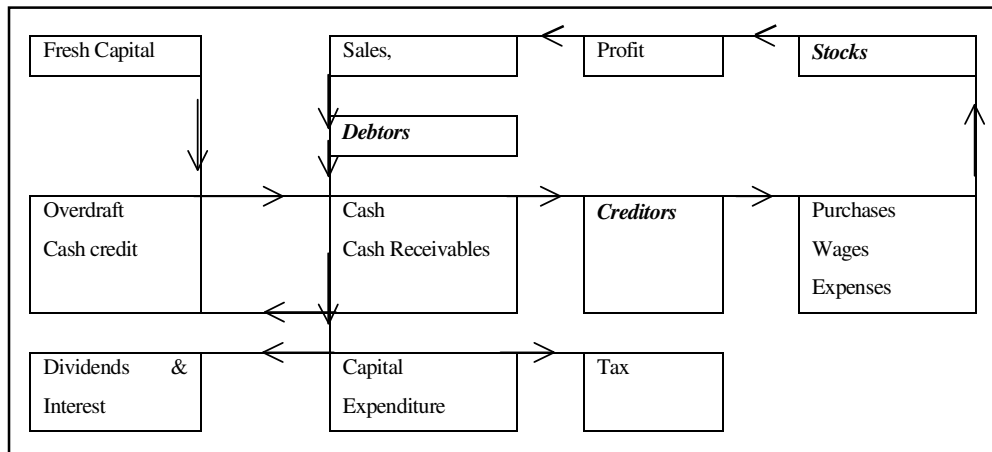 Fresh Capital
Sales,
Profit
Stocks
Debtors
Overdraft
Cash credit
Cash
Cash Receivables
Creditors
Purchases
Wages
Expenses
Dividends &
Interest
Capital
Expenditure
Tax